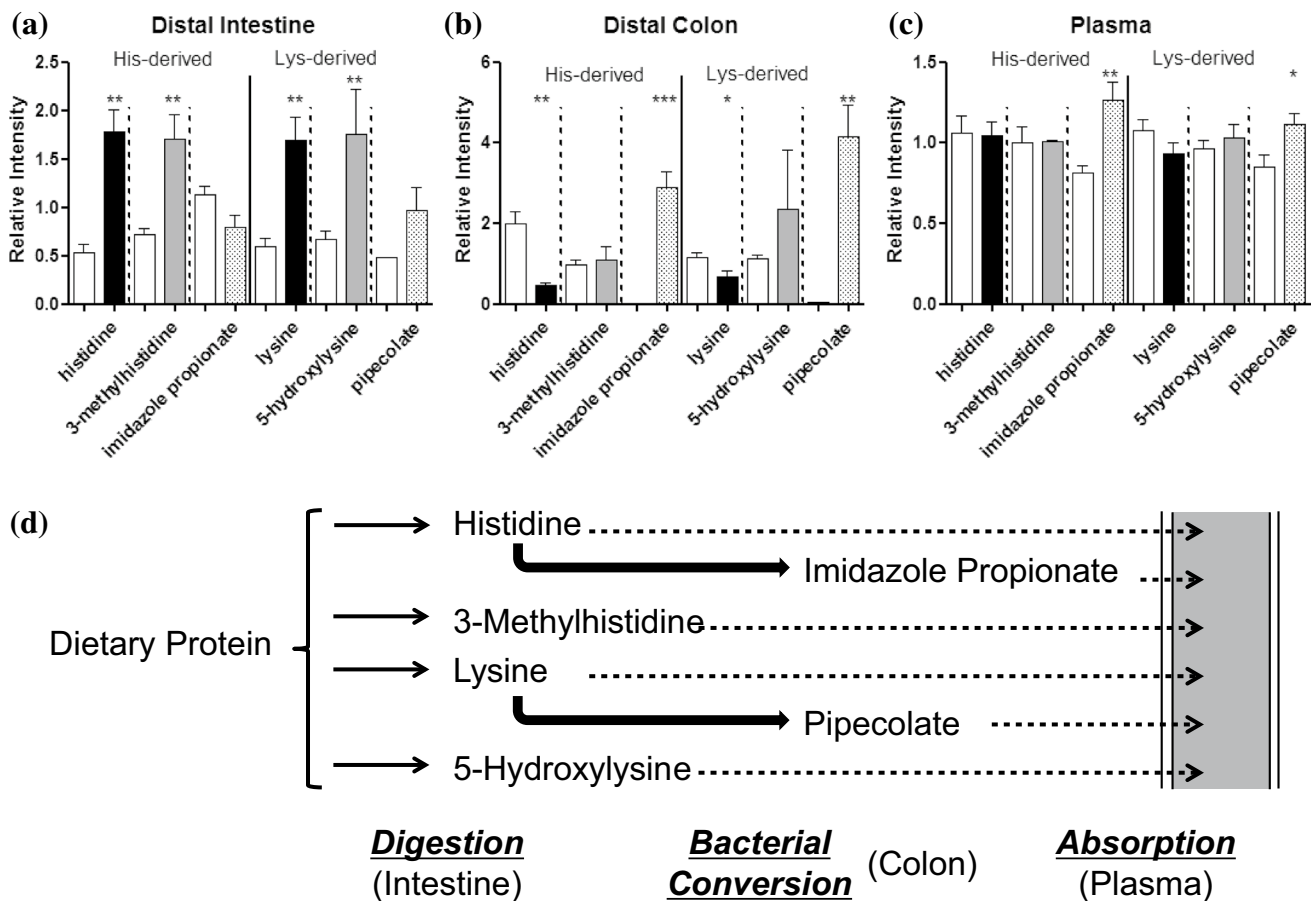 (a)
Distal Intestine
His-derived
Lys-derived
Relative Intensity
2.5
2.0
1.5
1.0
0.5
0.0
**
**
**
**
histidine
3-methylhistidine
imidazole propionate
lysine
5-hydroxylysine
pipecolate
(b)
Distal Colon
His-derived
Lys-derived
Relative Intensity
6
4
2
0
**
***
*
**
histidine
3-methylhistidine
imidazole propionate
lysine
5-hydroxylysine
pipecolate
(c)
Plasma
His-derived
Lys-derived
Relative Intensity
1.5
1.0
0.5
0.0
**
*
histidine
3-methylhistidine
imidazole propionate
lysine
5-hydroxylysine
pipecolate
(d)
Dietary Protein
Histidine
Imidazole Propionate
3-Methylhistidine
Lysine
Pipecolate
5-Hydroxylysine
Digestion
(Intestine)
Bacterial
Conversion
(Colon)
Absorption
(Plasma)